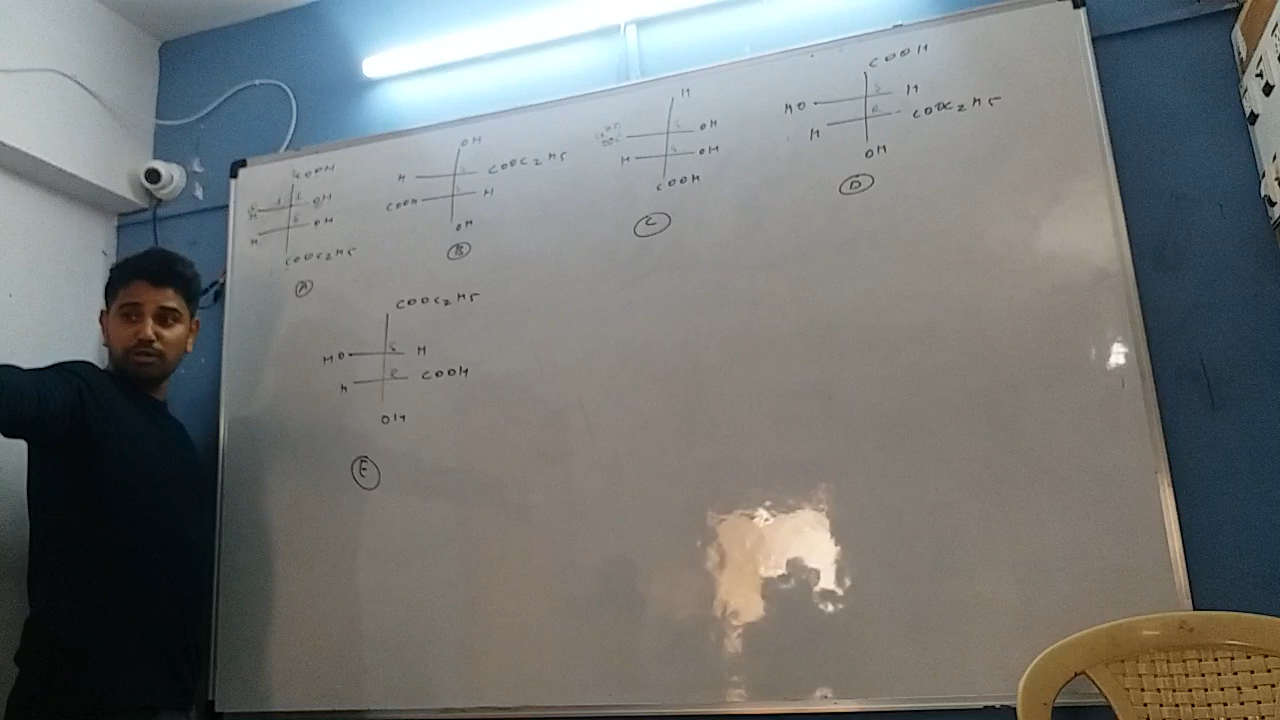 COOH
H OH
H OH
COOC2H5
A
OH
H COOC2H5
COOH H
OH
B
H
OH
H OH
COOH
C
COOH
HO S H
H R COOC2H5
OH
D
COOC2H5
HO S H
H R COOH
OH
E